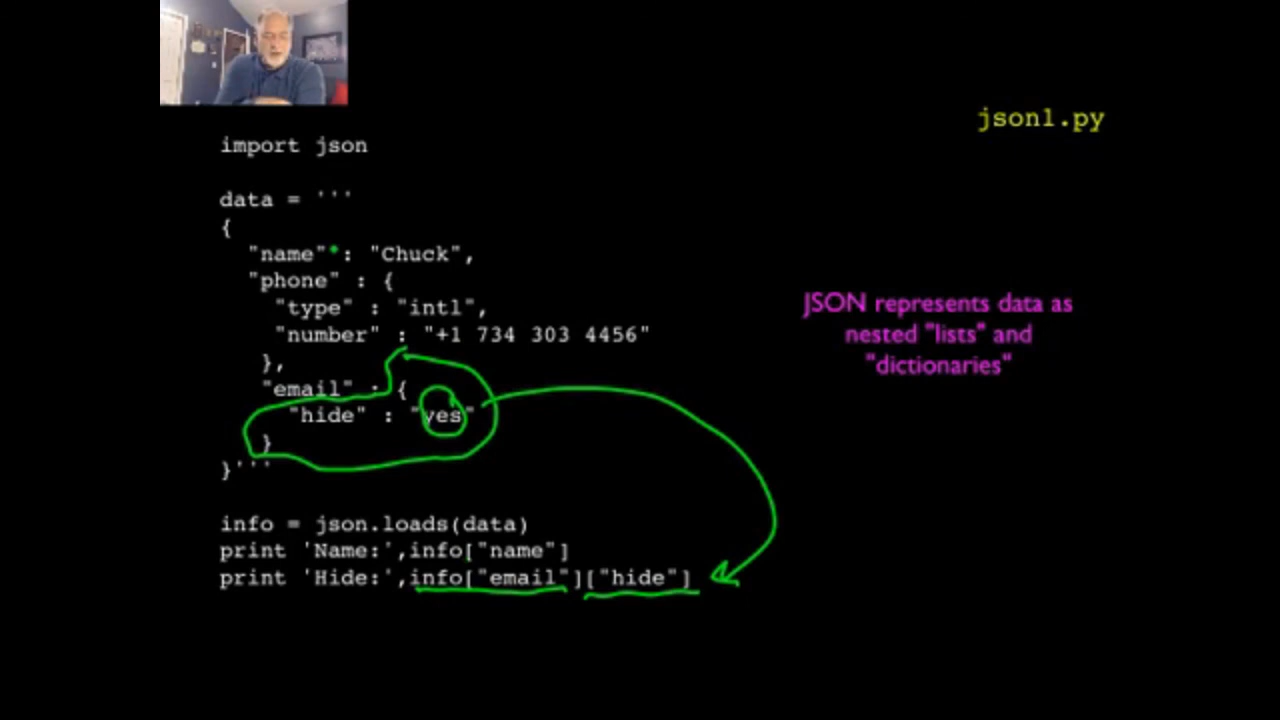 json1.py
import json
data = '''
{
"name" : "Chuck",
"phone" : {
"type" : "intl",
"number" : "+1 734 303 4456"
},
"email" : {
"hide" : "yes"
}
}'''
JSON represents data as
nested "lists" and
"dictionaries"
info = json.loads(data)
print 'Name:',info["name"]
print 'Hide:',info["email"]["hide"]